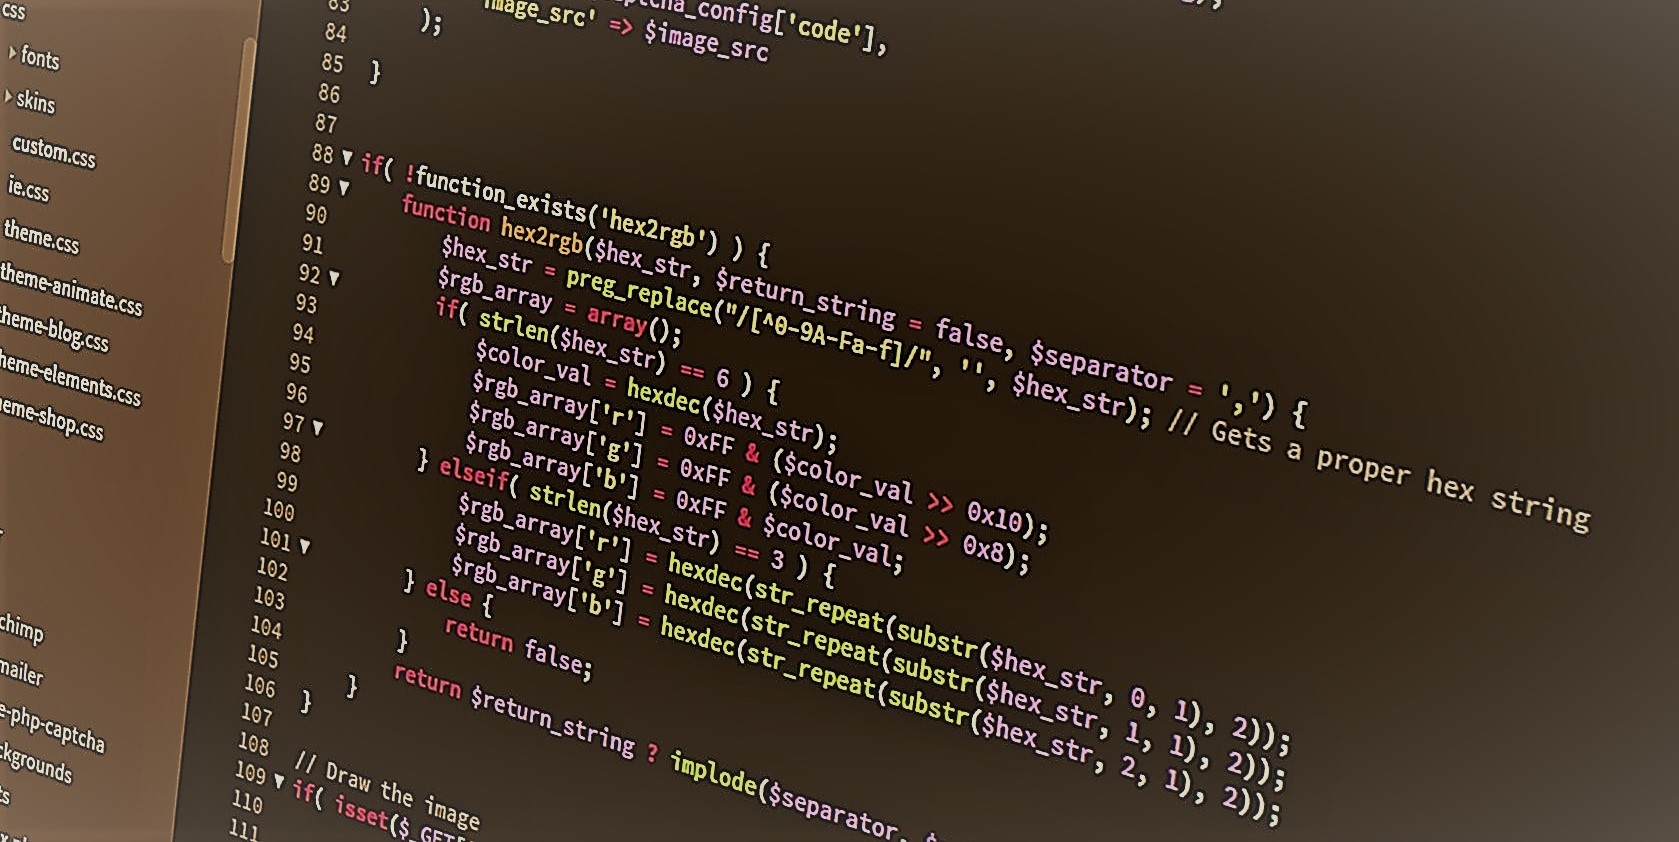 css
fonts
skins
custom.css
ie.css
theme.css
theme-animate.css
theme-blog.css
heme-elements.css
eme-shop.css
chimp
mailer
e-php-captcha
ckgrounds
ts
83
84
85
86
87
88
89
90
91
92
93
94
95
96
97
98
99
100
101
102
103
104
105
106
107
108
109
110
111
ptcha_config['code'],
image_src' => $image_src
);
}
if( !function_exists('hex2rgb') ) {
function hex2rgb($hex_str, $return_string = false, $separator = ',') {
$hex_str = preg_replace("/[^0-9A-Fa-f]/", '', $hex_str); // Gets a proper hex string
$rgb_array = array();
if( strlen($hex_str) == 6 ) {
$color_val = hexdec($hex_str);
$rgb_array['r'] = 0xFF & ($color_val >> 0x10);
$rgb_array['g'] = 0xFF & ($color_val >> 0x8);
$rgb_array['b'] = 0xFF & $color_val;
} elseif( strlen($hex_str) == 3 ) {
$rgb_array['r'] = hexdec(str_repeat(substr($hex_str, 0, 1), 2));
$rgb_array['g'] = hexdec(str_repeat(substr($hex_str, 1, 1), 2));
$rgb_array['b'] = hexdec(str_repeat(substr($hex_str, 2, 1), 2));
} else {
return false;
}
return $return_string ? implode($separator, $
}
}
// Draw the image
if( isset($_GET[